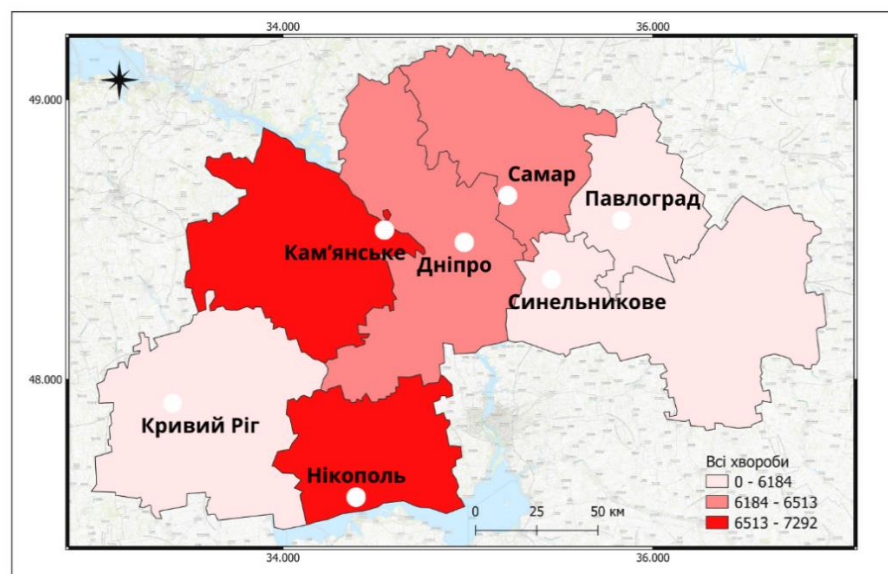 34.000
36.000
49.000
Самар
Павлоград
Кам’янське
Дніпро
Синельникове
48.000
Кривий Ріг
Нікополь
Всі хвороби
0 - 6184
6184 - 6513
6513 - 7292
0
25
50 км
34.000
36.000